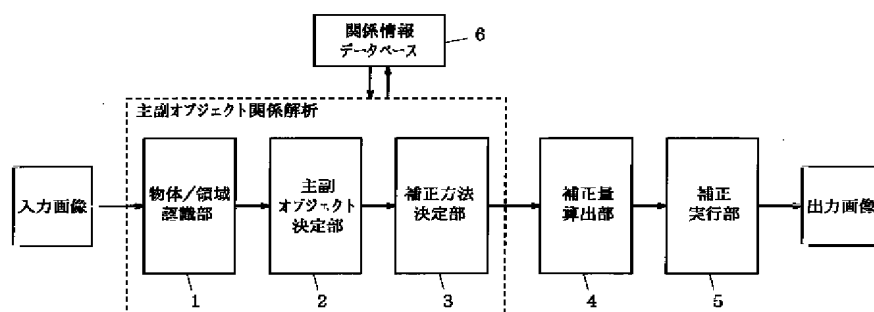 関係情報
データベース
6
主副オブジェクト関係解析
入力画像
物体/領域
認識部
主副
オブジェクト
決定部
補正方法
決定部
補正量
算出部
補正
実行部
出力画像
1
2
3
4
5